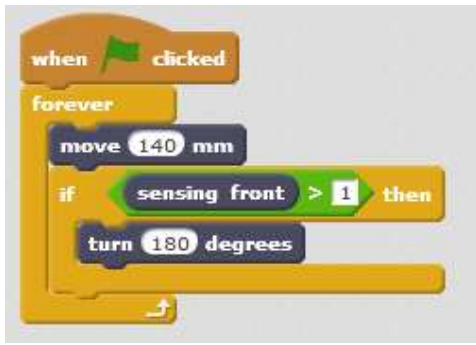 when clicked
forever
move 140 mm
if sensing front > 1 then
turn 180 degrees